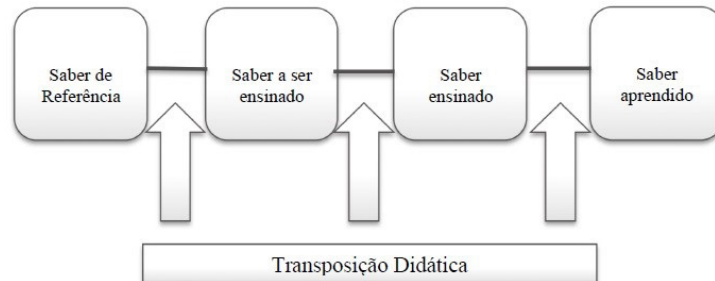 Saber de
Referência
Saber a ser
ensinado
Saber
ensinado
Saber
aprendido
Transposição Didática